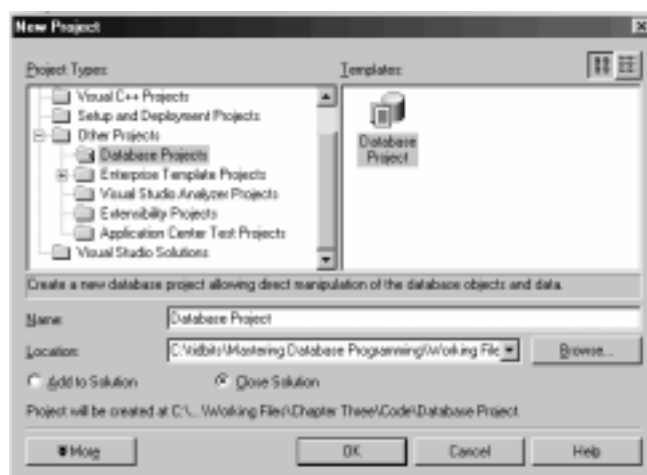 New Project
Project Types:
Templates:
Visual C++ Projects
Setup and Deployment Projects
Other Projects
Database Projects
Enterprise Template Projects
Visual Studio Analyzer Projects
Extensibility Projects
Application Center Test Projects
Visual Studio Solutions
Database
Project
Create a new database project allowing direct manipulation of the database objects and data.
Name:
Database Project
Location:
C:\tidbits\Mastering Database Programming\Working File
Browse...
Add to Solution
Close Solution
Project will be created at C:\...\Working Files\Chapter Three\Code\Database Project.
More
OK
Cancel
Help